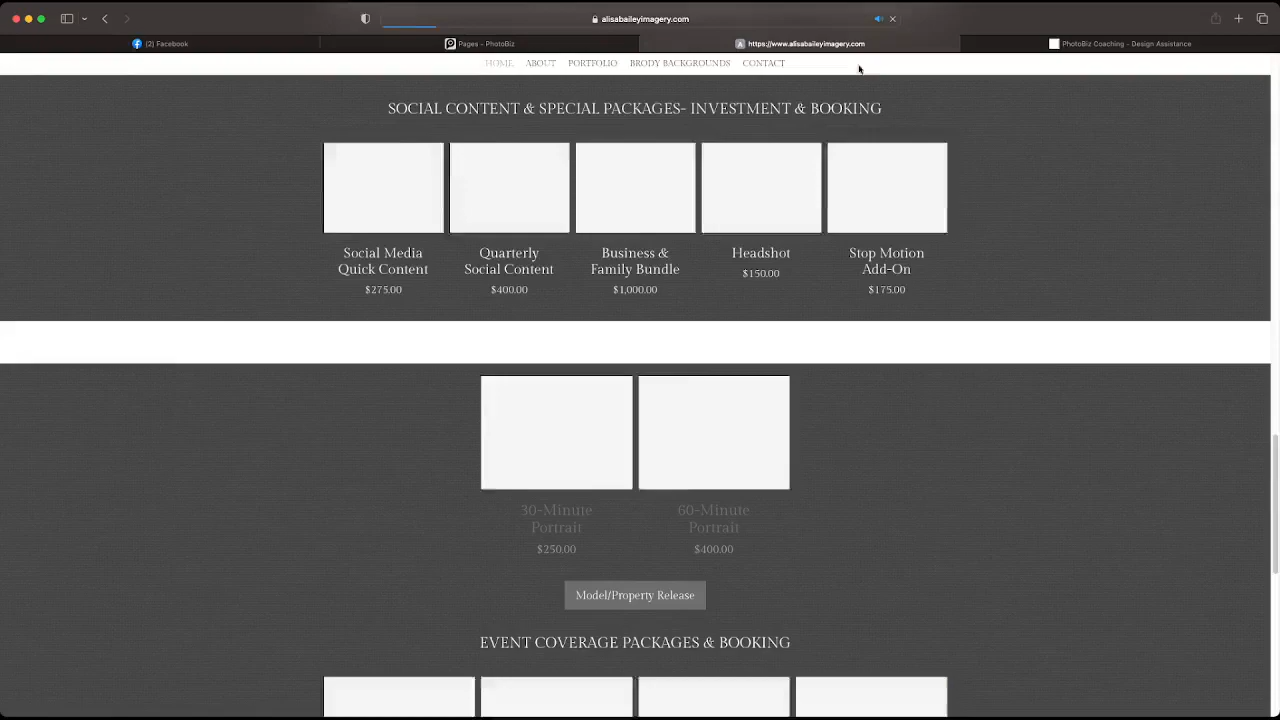 alisabaileyimagery.com
(2) Facebook
Pages – PhotoBiz
A https://www.alisabaileyimagery.com
PhotoBiz Coaching - Design Assistance
HOME ABOUT PORTFOLIO BRODY BACKGROUNDS CONTACT
SOCIAL CONTENT & SPECIAL PACKAGES- INVESTMENT & BOOKING
Social Media
Quick Content
$275.00
Quarterly
Social Content
$400.00
Business &
Family Bundle
$1,000.00
Headshot
$150.00
Stop Motion
Add-On
$175.00
30-Minute
Portrait
$250.00
60-Minute
Portrait
$400.00
Model/Property Release
EVENT COVERAGE PACKAGES & BOOKING